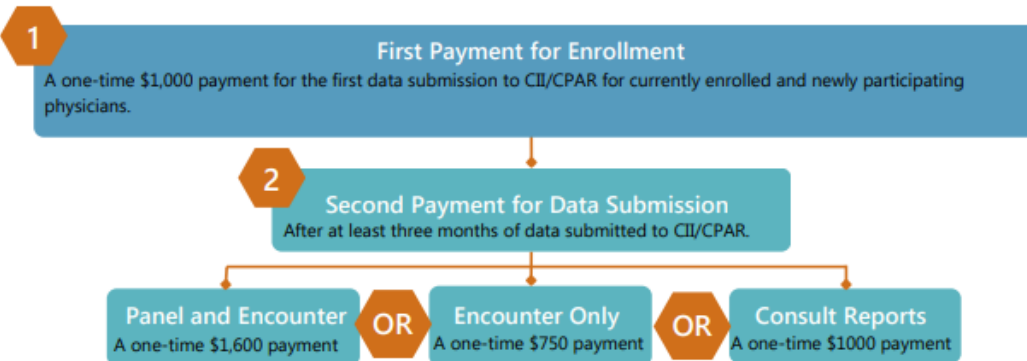 1
First Payment for Enrollment
A one-time $1,000 payment for the first data submission to CII/CPAR for currently enrolled and newly participating
physicians.
2
Second Payment for Data Submission
After at least three months of data submitted to CII/CPAR.
Panel and Encounter
A one-time $1,600 payment
OR
Encounter Only
A one-time $750 payment
OR
Consult Reports
A one-time $1000 payment